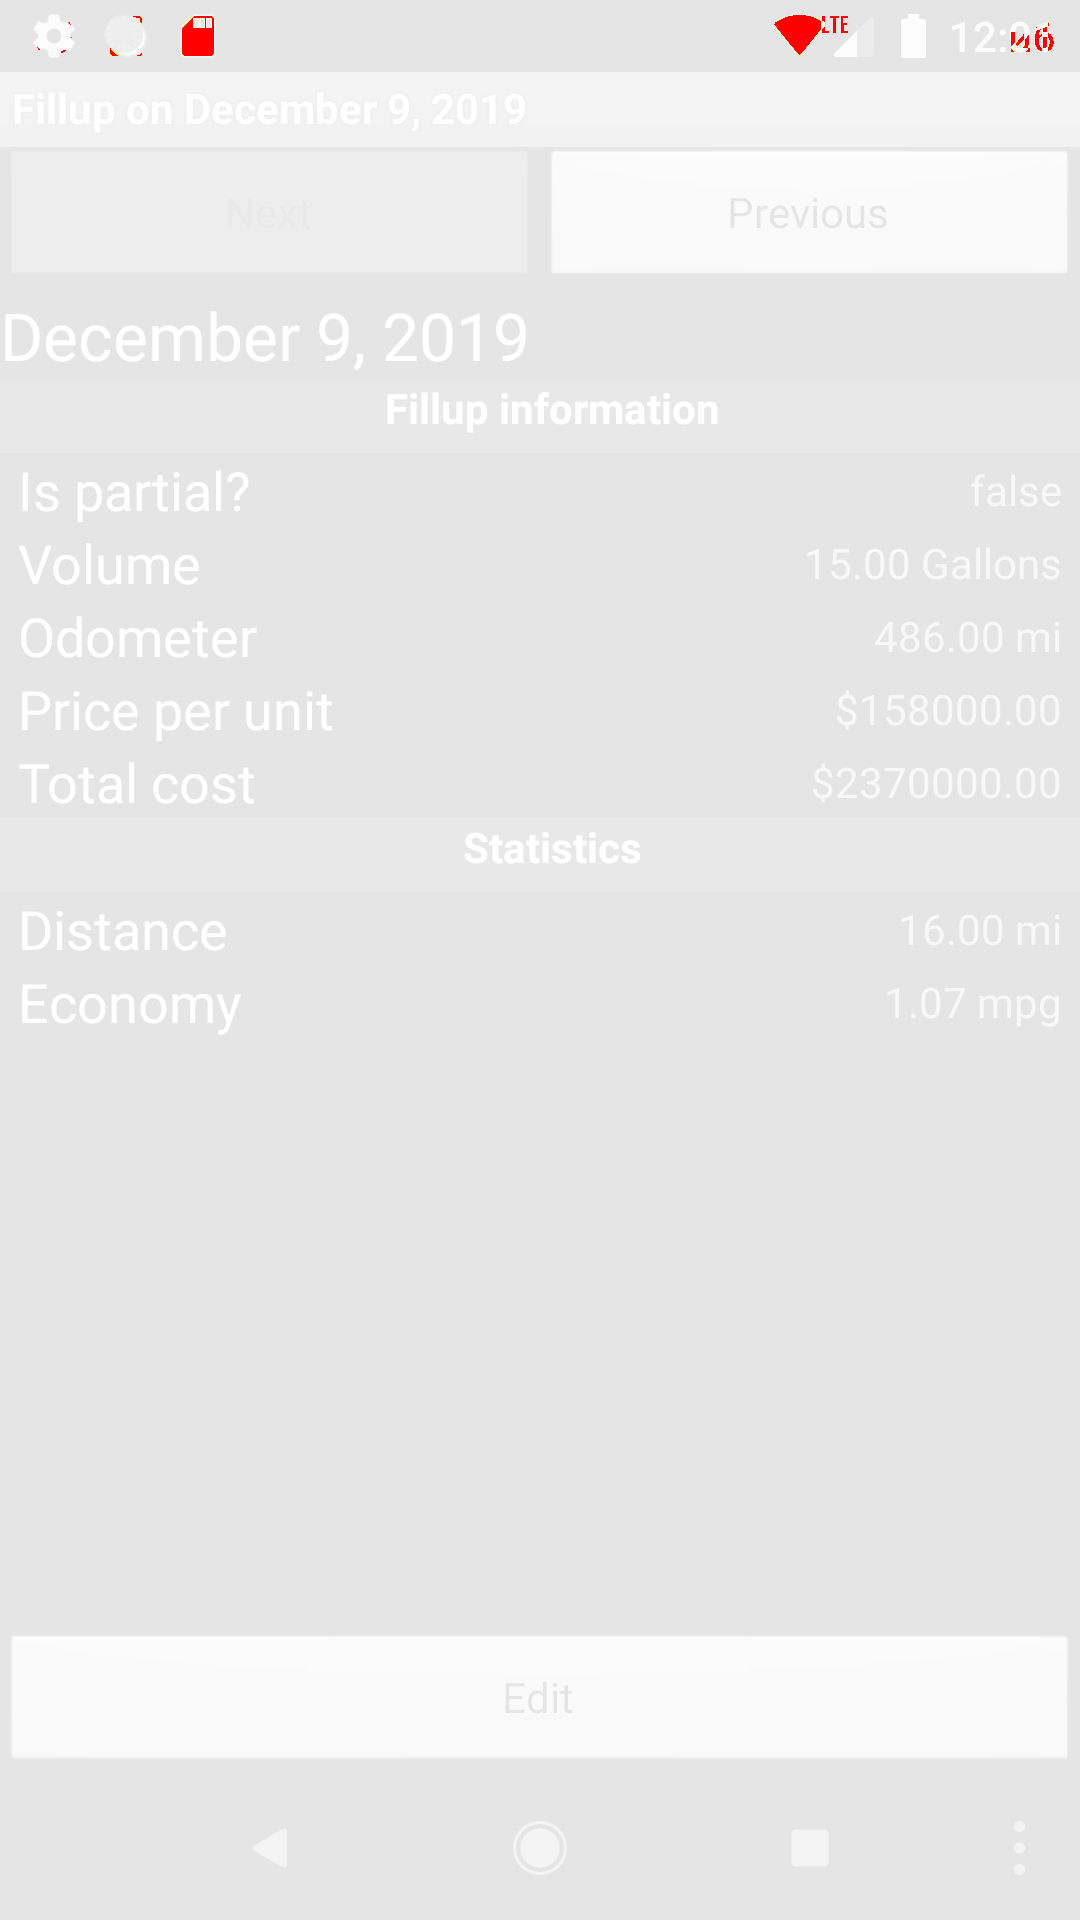 LTE
Fillup on December 9, 2019
Next Previous
December 9, 2019
Fillup information
Is partial? false
Volume 15.00 Gallons
Odometer 486.00 mi
Price per unit $158000.00
Total cost $2370000.00
Statistics
Distance 16.00 mi
Economy 1.07 mpg
Edit